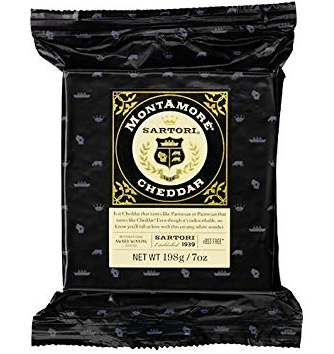 MONTAMORÉ®
SARTORI®
CHEDDAR
Is it Cheddar that tastes like Parmesan or Parmesan that
tastes like Cheddar? Even though it's indescribable, we
know you'll fall in love with this creamy, white wonder.
INTERNATIONAL
AWARD WINNING
CHEESE
SARTORI
Established 1939
rBST FREE
NET WT 198g / 7oz